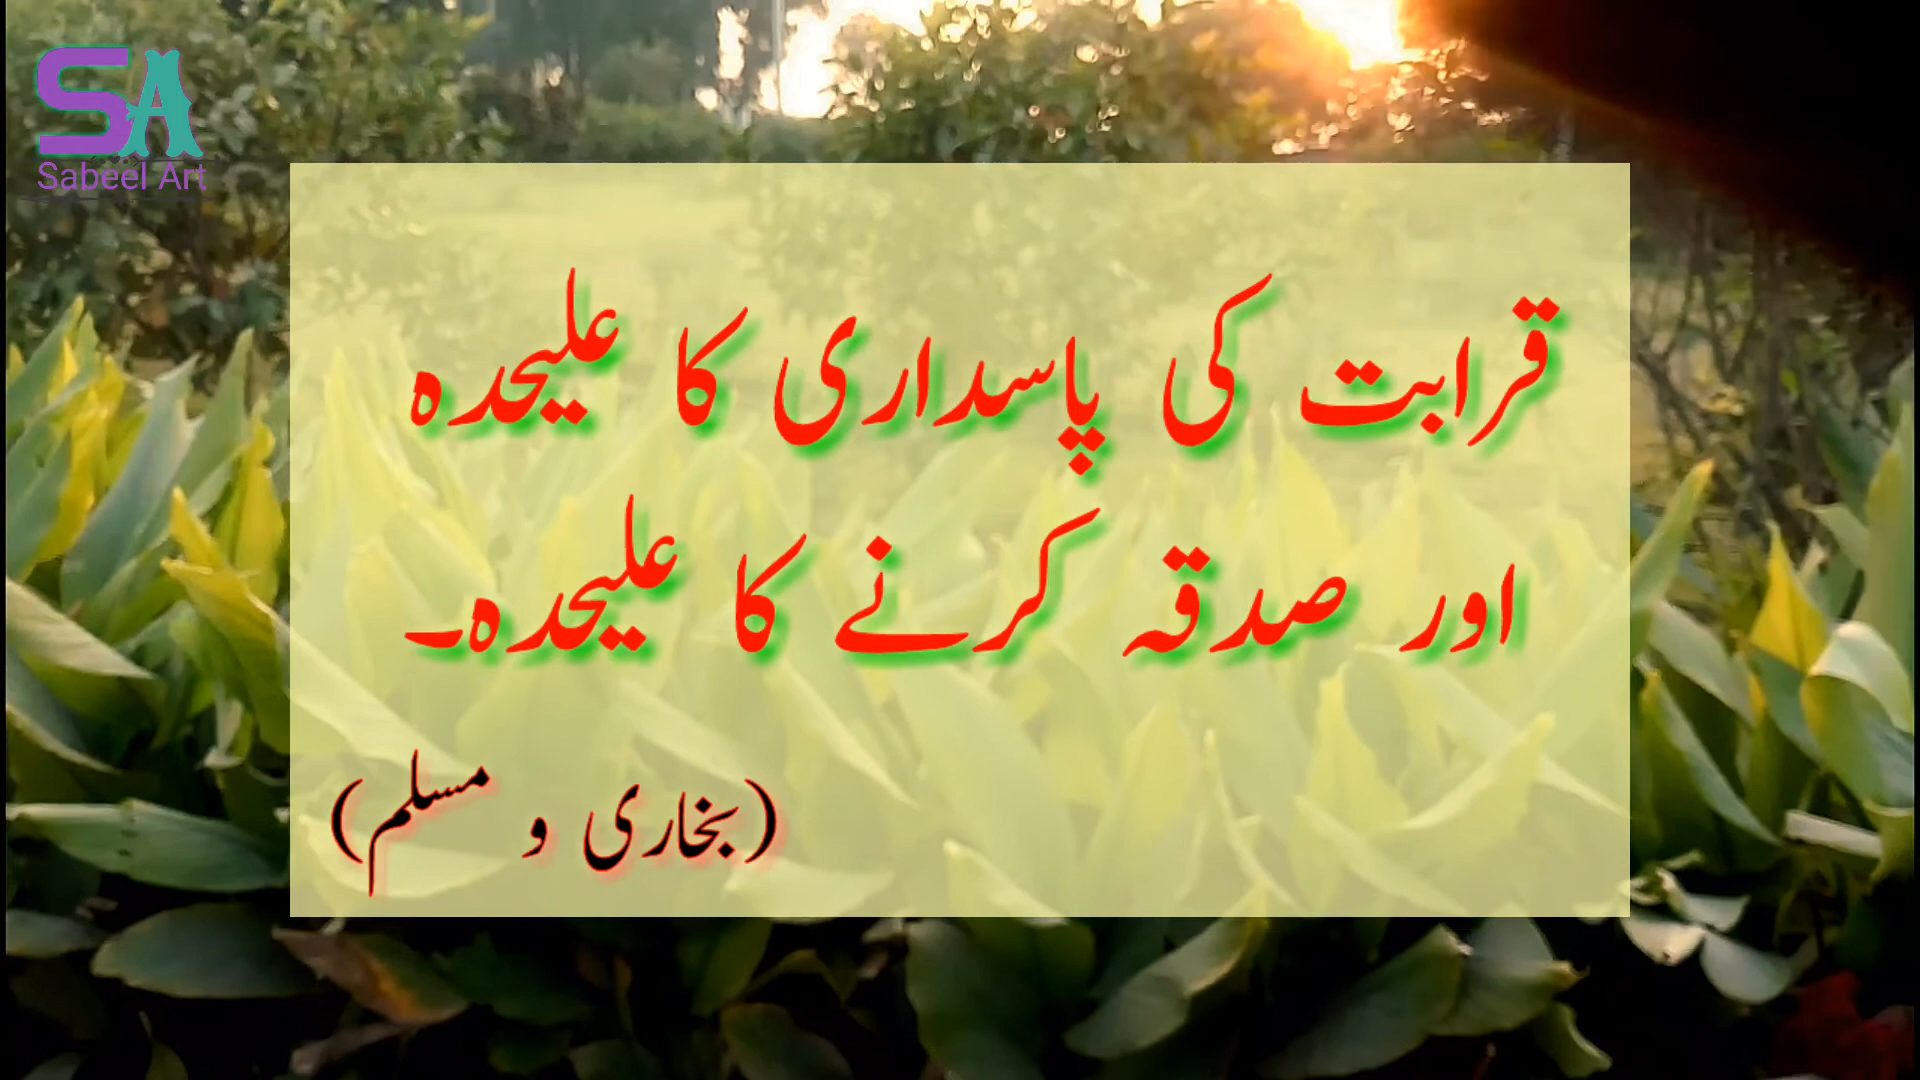 SA
Sabeel Art
قرابت کی پاسداری کا علیحدہ
اور صدقہ کرنے کا علیحدہ۔
(بخاری و مسلم)